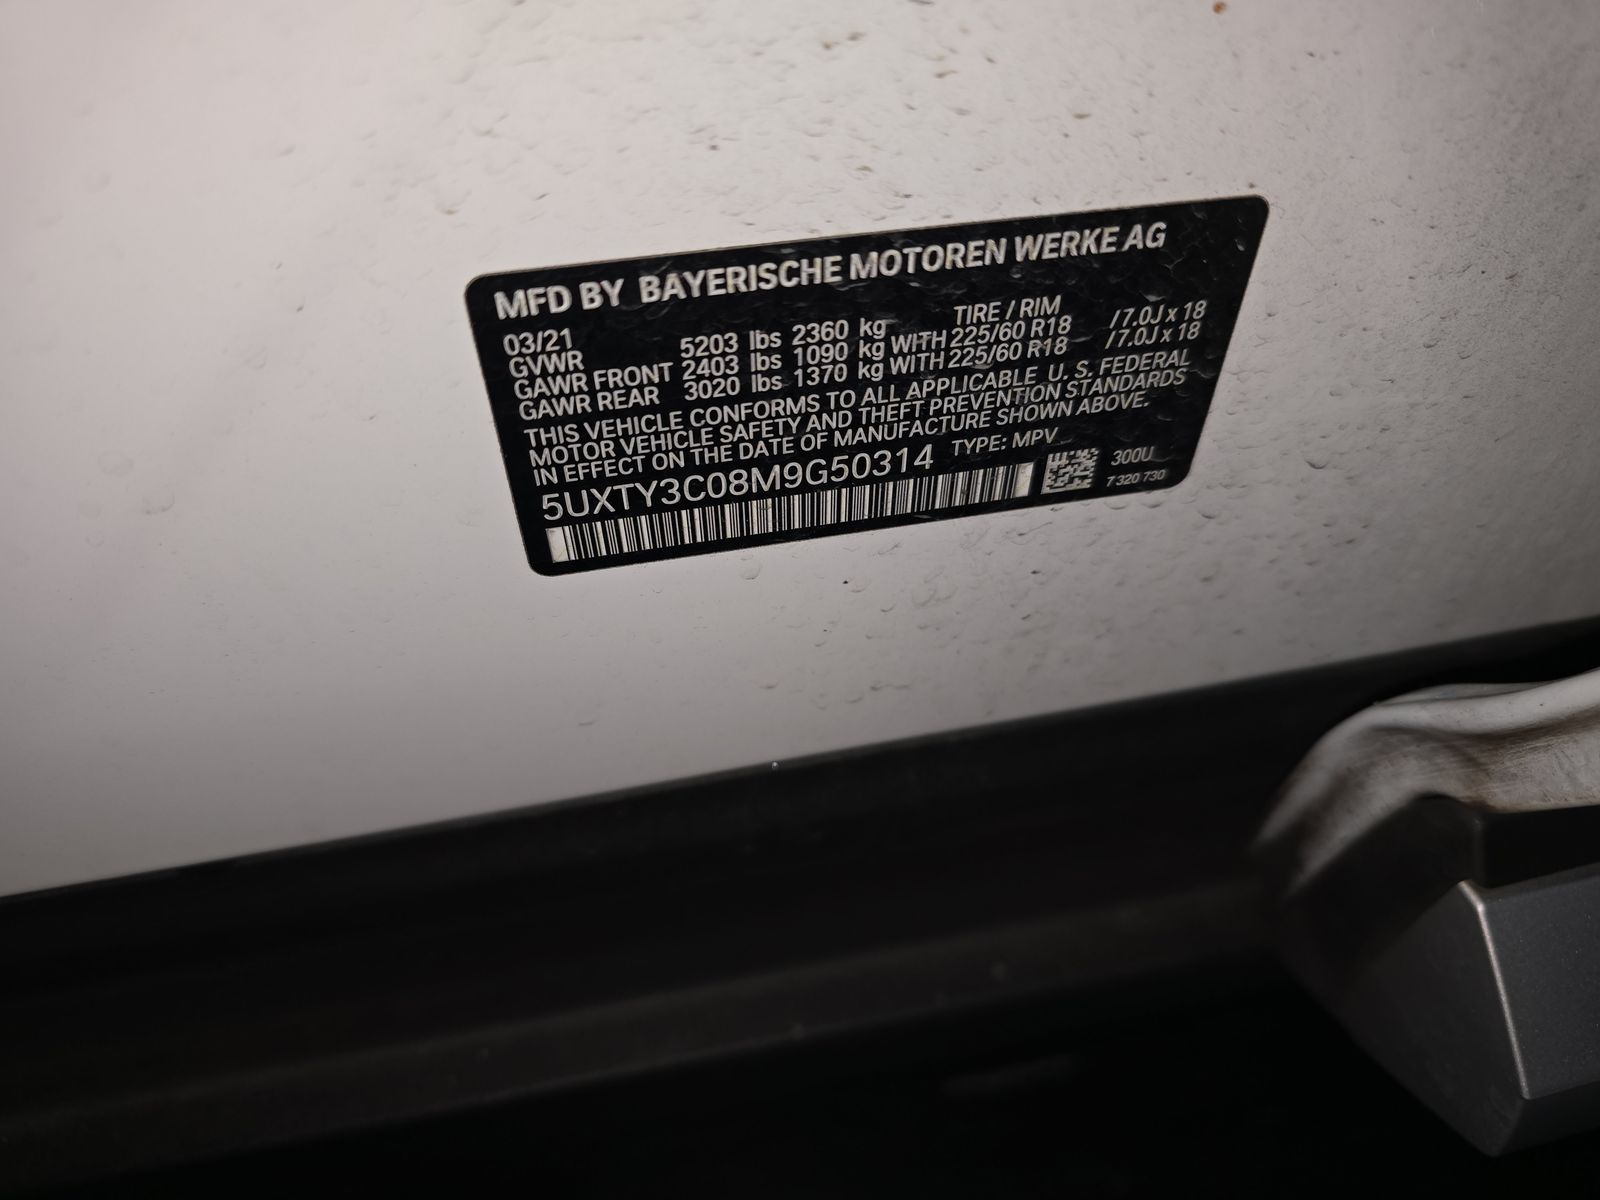 MFD BY BAYERISCHE MOTOREN WERKE AG
03/21 TIRE / RIM
GVWR 5203 lbs 2360 kg
GAWR FRONT 2403 lbs 1090 kg WITH 225/60 R18 / 7.0J x 18
GAWR REAR 3020 lbs 1370 kg WITH 225/60 R18 / 7.0J x 18
THIS VEHICLE CONFORMS TO ALL APPLICABLE U. S. FEDERAL
MOTOR VEHICLE SAFETY AND THEFT PREVENTION STANDARDS
IN EFFECT ON THE DATE OF MANUFACTURE SHOWN ABOVE.
5UXTY3C08M9G50314 TYPE: MPV
300U
7 320 730